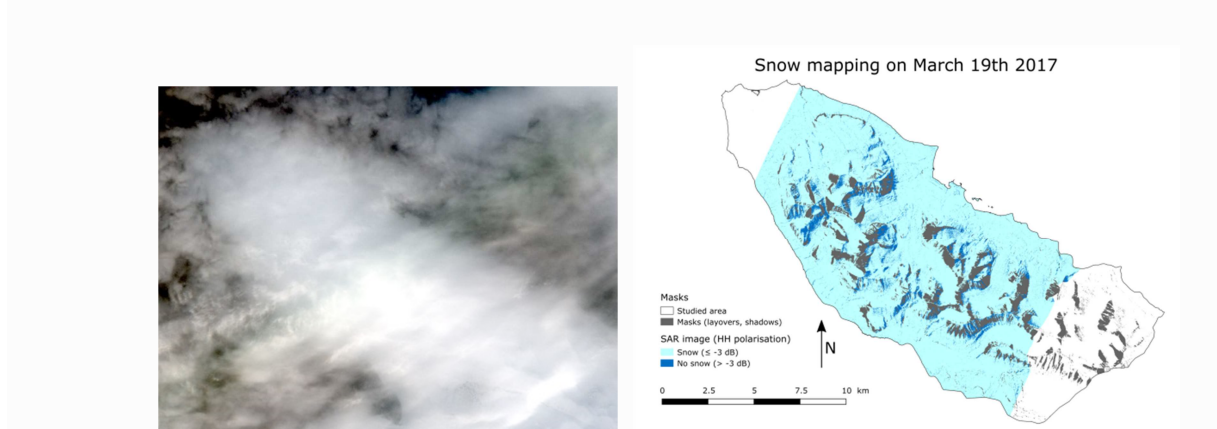 Snow mapping on March 19th 2017
Masks
Studied area
Masks (layovers, shadows)
SAR image (HH polarisation)
Snow (≤ -3 dB)
No snow (> -3 dB)
N
0 2.5 5 7.5 10 km